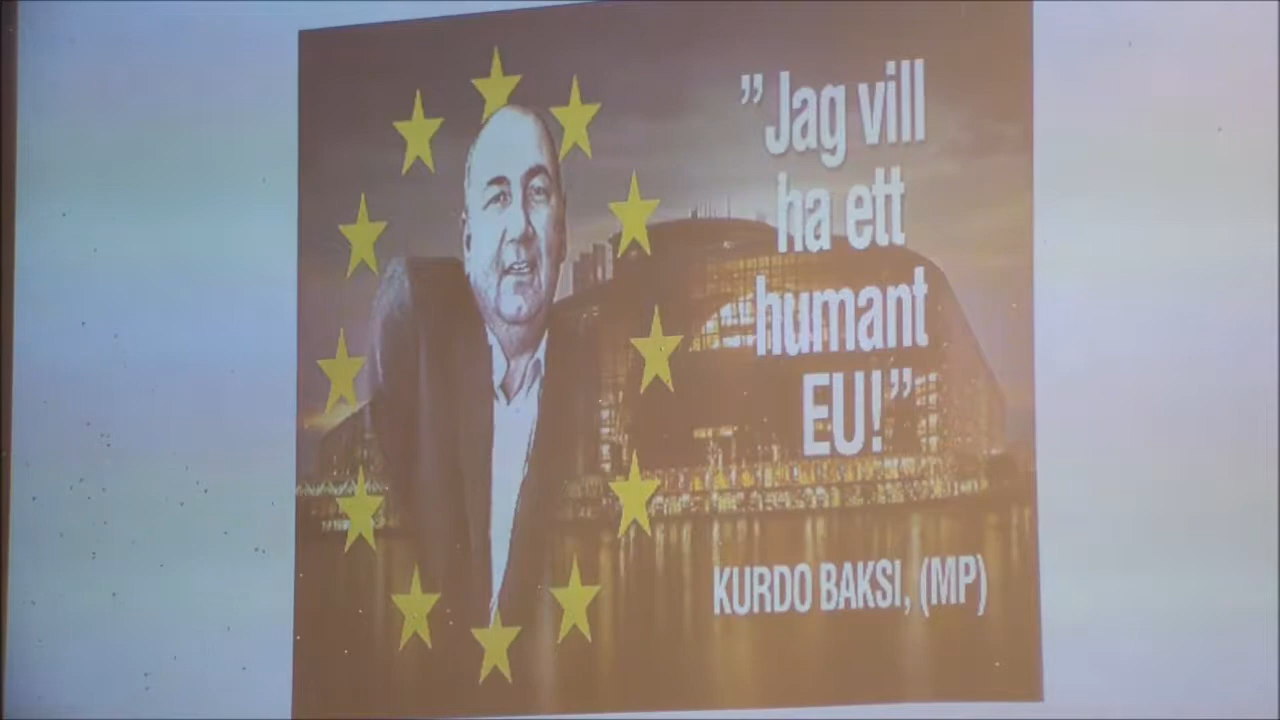 ”Jag vill
ha ett
humant
EU!”
KURDO BAKSI, (MP)